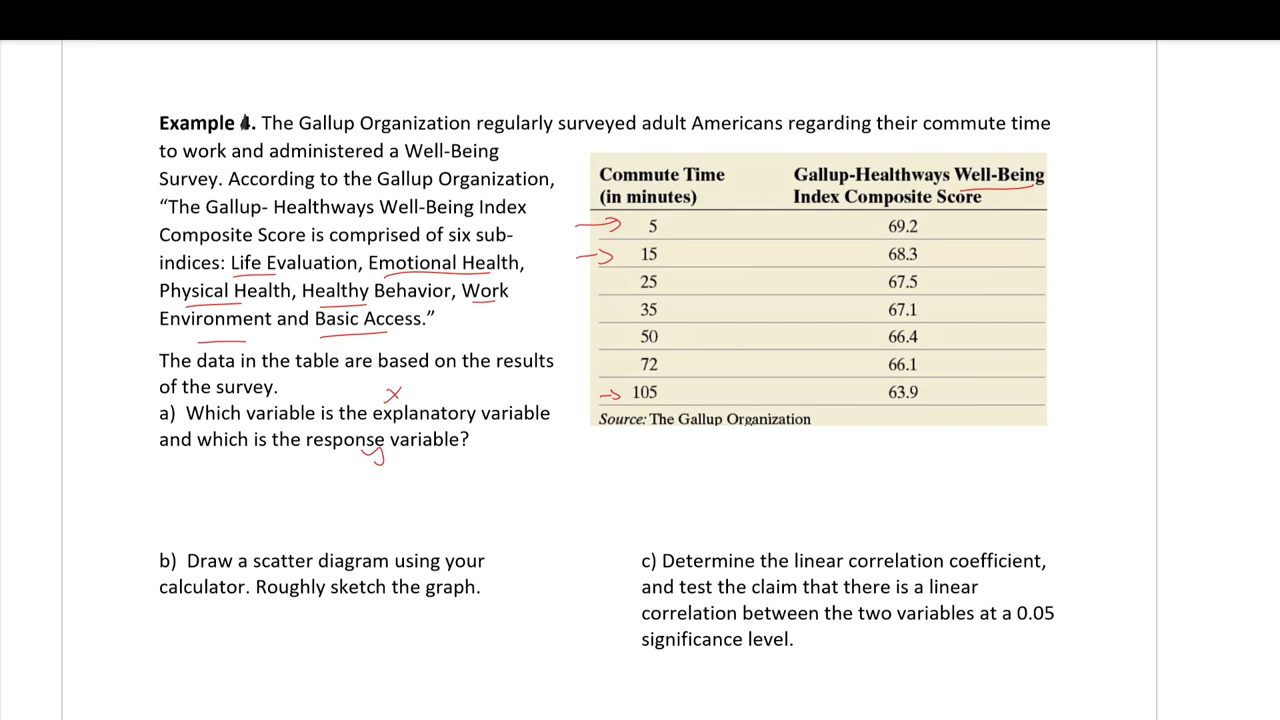 Example 1. The Gallup Organization regularly surveyed adult Americans regarding their commute time
to work and administered a Well-Being
Survey. According to the Gallup Organization,
“The Gallup- Healthways Well-Being Index
Composite Score is comprised of six sub-
indices: Life Evaluation, Emotional Health,
Physical Health, Healthy Behavior, Work
Environment and Basic Access.”
The data in the table are based on the results
of the survey.
x
a) Which variable is the explanatory variable
and which is the response variable?
y
Commute Time (in minutes) Gallup-Healthways Well-Being Index Composite Score
5 69.2
15 68.3
25 67.5
35 67.1
50 66.4
72 66.1
105 63.9
Source: The Gallup Organization
b) Draw a scatter diagram using your
calculator. Roughly sketch the graph.
c) Determine the linear correlation coefficient,
and test the claim that there is a linear
correlation between the two variables at a 0.05
significance level.